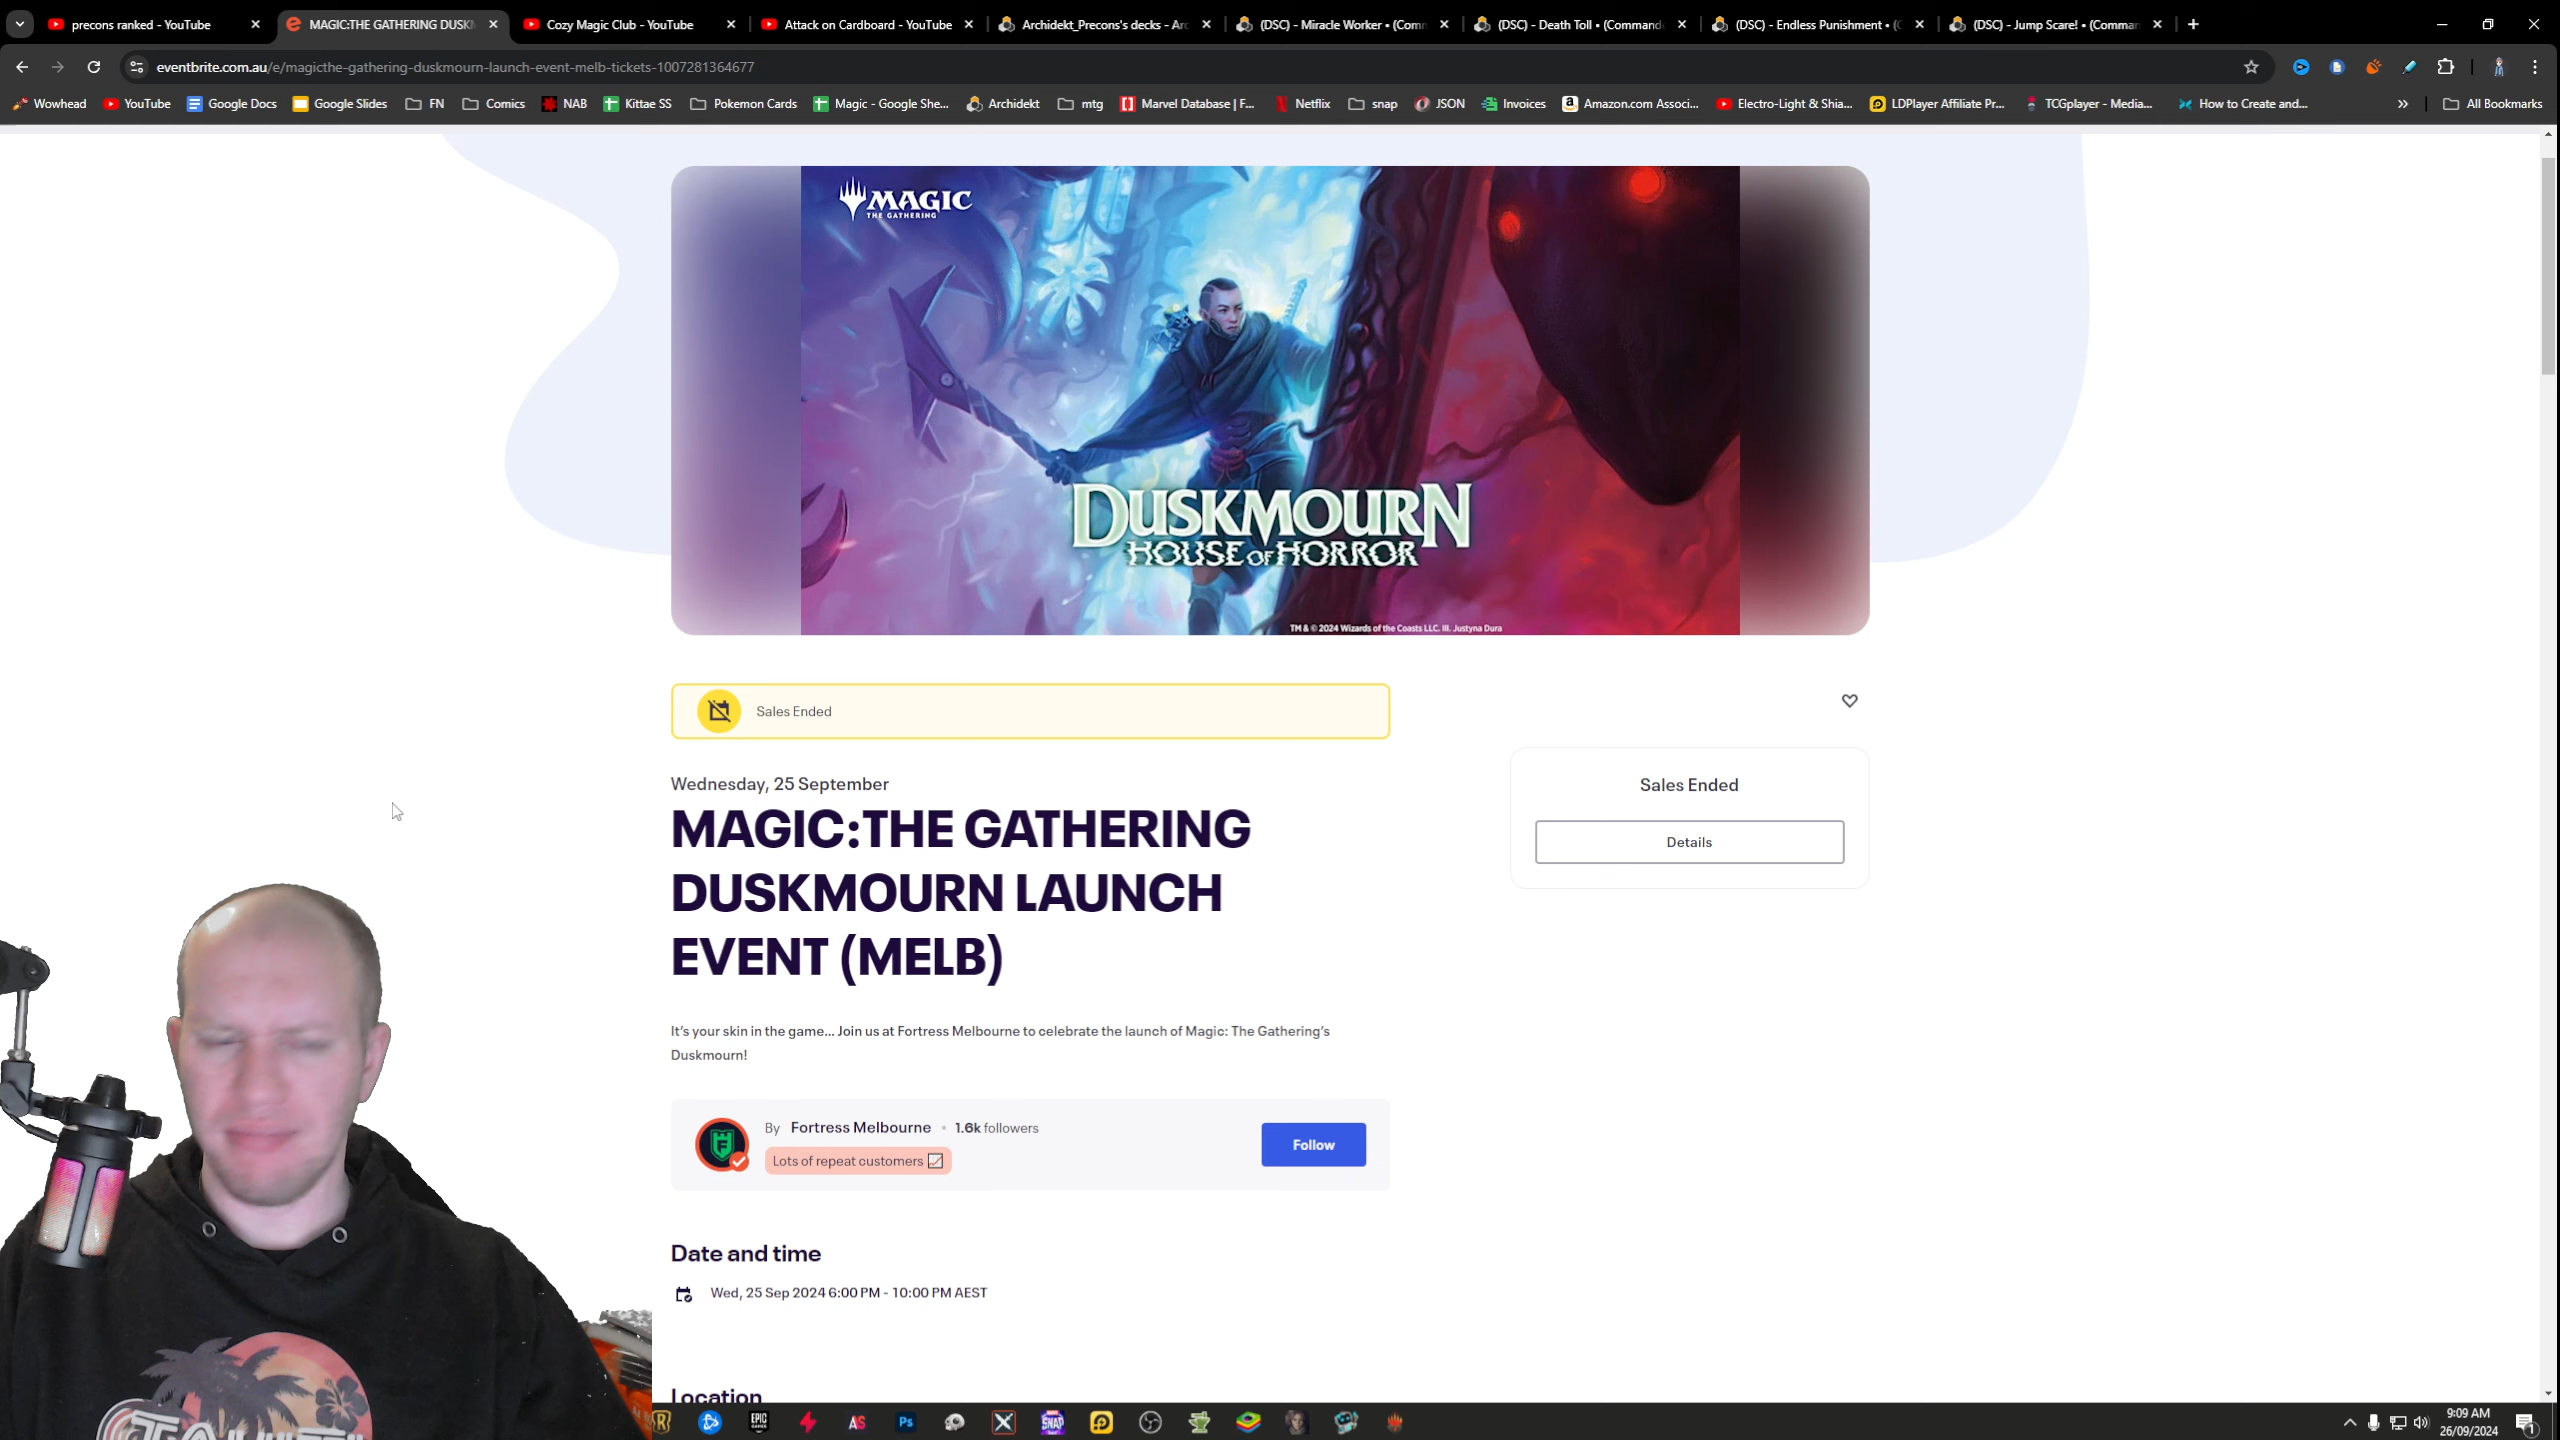 precons ranked - YouTube
MAGIC:THE GATHERING DUSK
Cozy Magic Club - YouTube
Attack on Cardboard - YouTube
Archidekt_Precons's decks - Arc
(DSC) - Miracle Worker • (Comm
(DSC) - Death Toll • (Command
(DSC) - Endless Punishment • (C
(DSC) - Jump Scare! • (Comman
eventbrite.com.au/e/magicthe-gathering-duskmourn-launch-event-melb-tickets-1007281364677
Wowhead
YouTube
Google Docs
Google Slides
FN
Comics
NAB
Kittae SS
Pokemon Cards
Magic - Google She...
Archidekt
mtg
Marvel Database | F...
Netflix
snap
JSON
Invoices
Amazon.com Associ...
Electro-Light & Shia...
LDPlayer Affiliate Pr...
TCGplayer - Media...
How to Create and...
All Bookmarks
MAGIC
THE GATHERING
DUSKMOURN
HOUSE OF HORROR
TM & © 2024 Wizards of the Coasts LLC. Ill. Justyna Dura
Sales Ended
Wednesday, 25 September
MAGIC:THE GATHERING
DUSKMOURN LAUNCH
EVENT (MELB)
Sales Ended
Details
It's your skin in the game... Join us at Fortress Melbourne to celebrate the launch of Magic: The Gathering's
Duskmourn!
By Fortress Melbourne • 1.6k followers
Lots of repeat customers
Follow
Date and time
Wed, 25 Sep 2024 6:00 PM - 10:00 PM AEST
Location
EPIC
GAMES
AS
Ps
SNAP
9:09 AM
26/09/2024